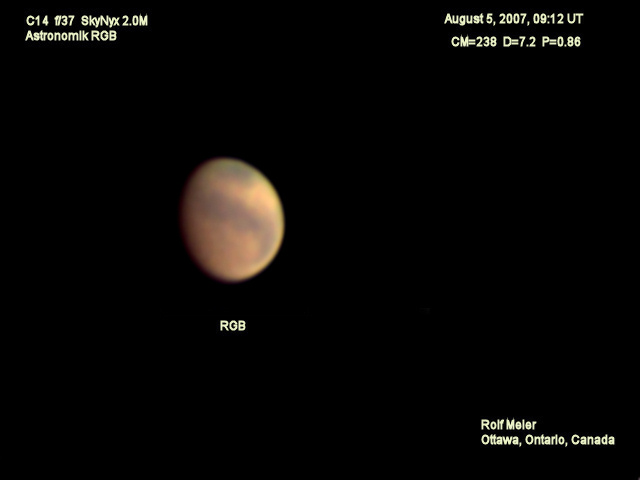 C14 f/37 SkyNyx 2.0M
Astronomik RGB
August 5, 2007, 09:12 UT
CM=238 D=7.2 P=0.86
RGB
Rolf Meier
Ottawa, Ontario, Canada